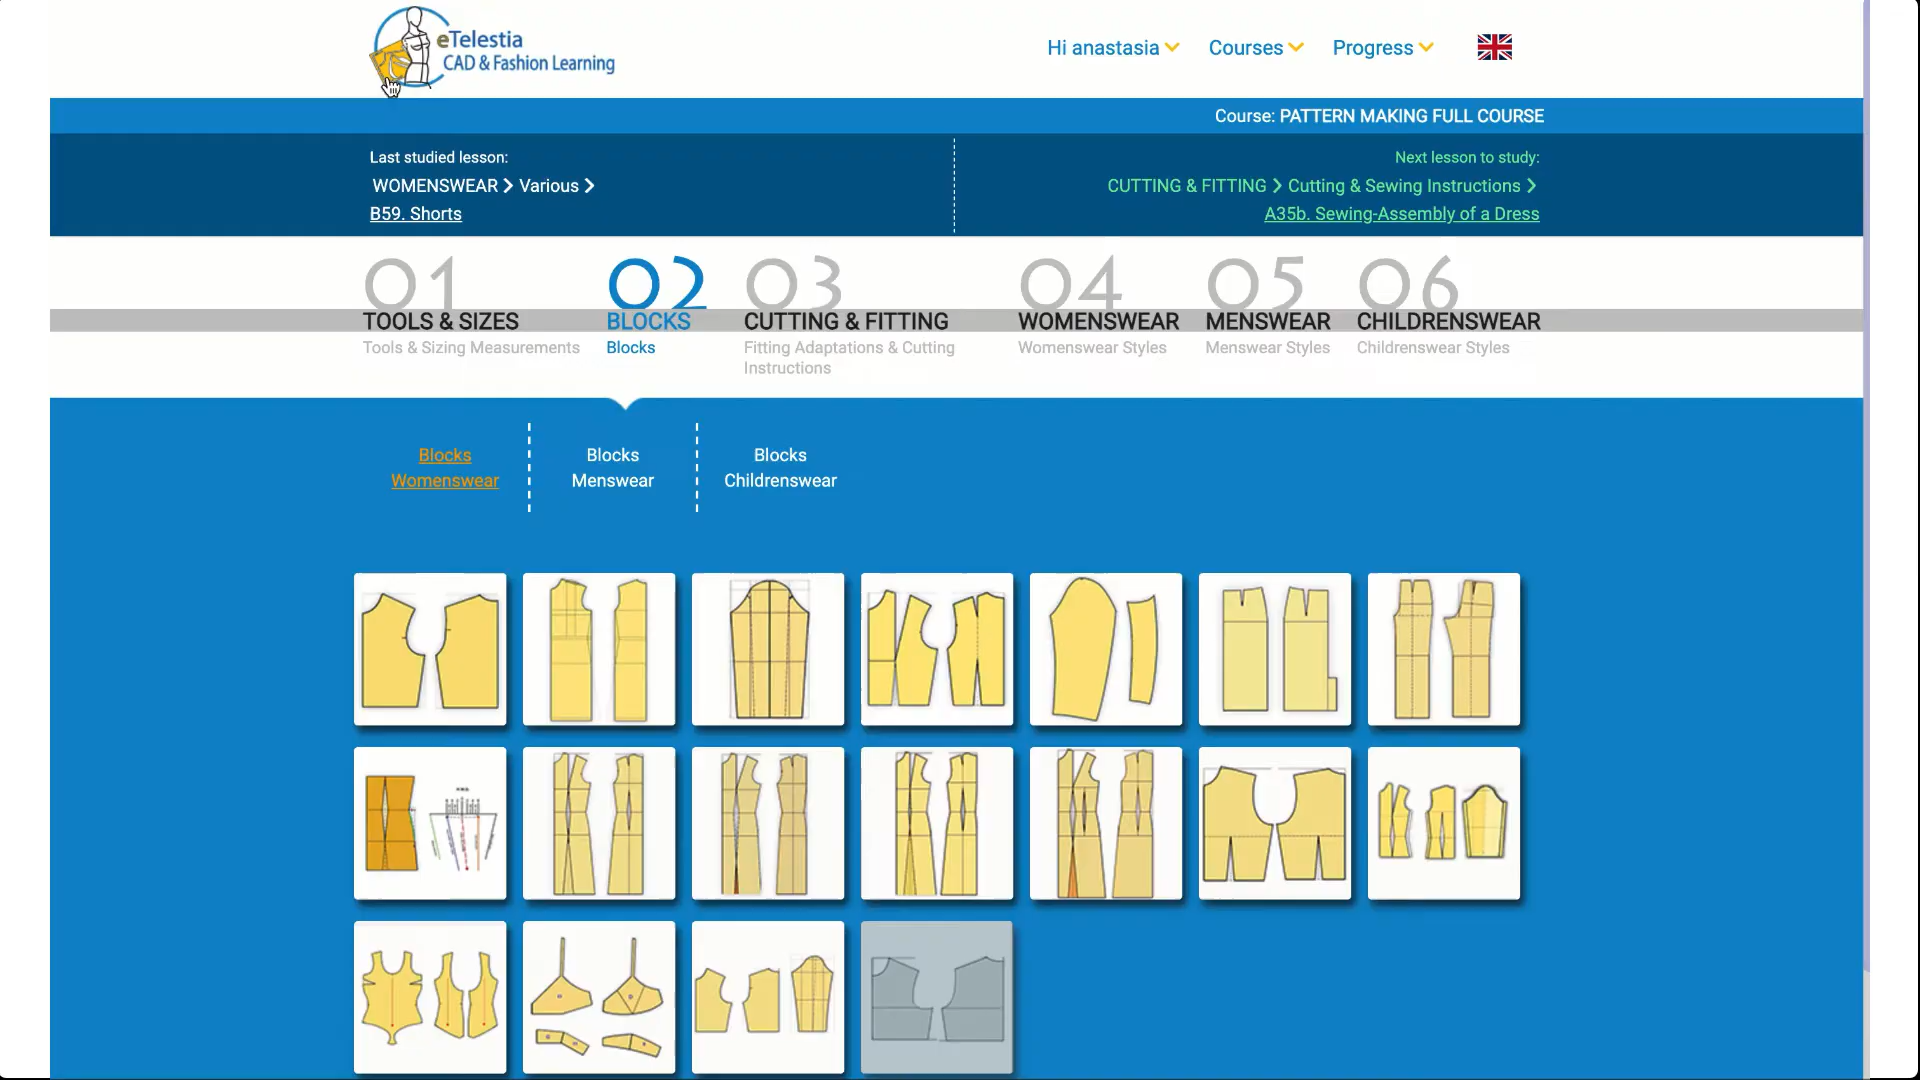 eTelestia
CAD & Fashion Learning
Hi anastasia
Courses
Progress
Course: PATTERN MAKING FULL COURSE
Last studied lesson:
WOMENSWEAR > Various >
B59. Shorts
Next lesson to study:
CUTTING & FITTING > Cutting & Sewing Instructions >
A35b. Sewing-Assembly of a Dress
01
TOOLS & SIZES
Tools & Sizing Measurements
02
BLOCKS
Blocks
03
CUTTING & FITTING
Fitting Adaptations & Cutting
Instructions
04
WOMENSWEAR
Womenswear Styles
05
MENSWEAR
Menswear Styles
06
CHILDRENSWEAR
Childrenswear Styles
Blocks
Womenswear
Blocks
Menswear
Blocks
Childrenswear